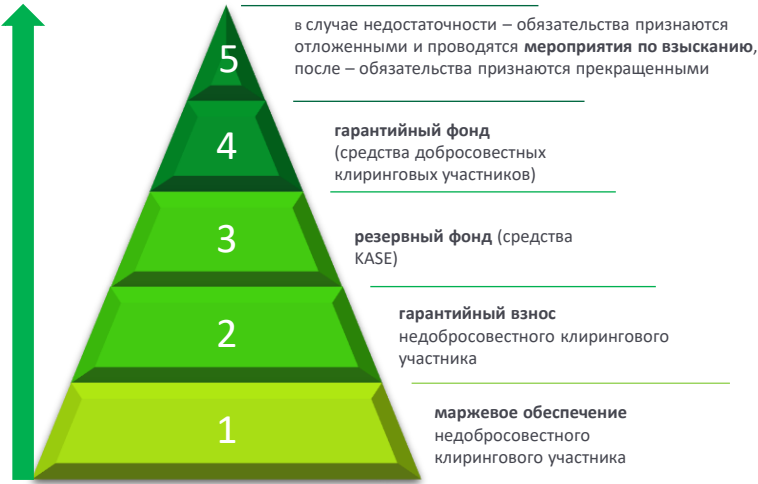 5
в случае недостаточности – обязательства признаются
отложенными и проводятся мероприятия по взысканию,
после – обязательства признаются прекращенными
4
гарантийный фонд
(средства добросовестных
клиринговых участников)
3
резервный фонд (средства
KASE)
2
гарантийный взнос
недобросовестного клирингового
участника
1
маржевое обеспечение
недобросовестного
клирингового участника